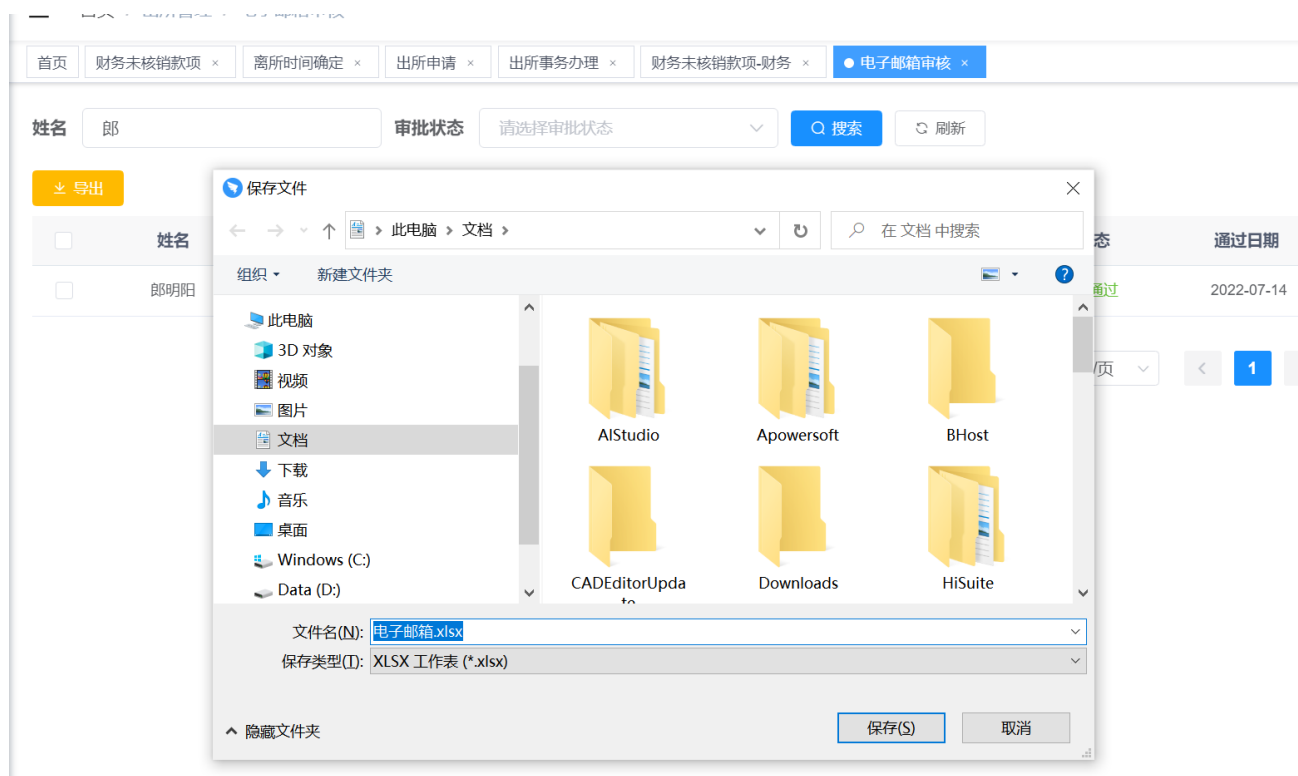 首页
财务未核销款项 ×
离所时间确定 ×
出所申请 ×
出所事务办理 ×
财务未核销款项-财务 ×
电子邮箱审核 ×
姓名 郎 审批状态 请选择审批状态 搜索 刷新
导出
姓名
态
通过日期
郎明阳
通过
2022-07-14
/页
1
保存文件
此电脑 › 文档 ›
在 文档 中搜索
组织
新建文件夹
此电脑
3D 对象
视频
图片
文档
下载
音乐
桌面
Windows (C:)
Data (D:)
AIStudio
Apowersoft
BHost
CADEditorUpda
Downloads
HiSuite
文件名(N): 电子邮箱.xlsx
保存类型(T): XLSX 工作表 (*.xlsx)
隐藏文件夹
保存(S)
取消